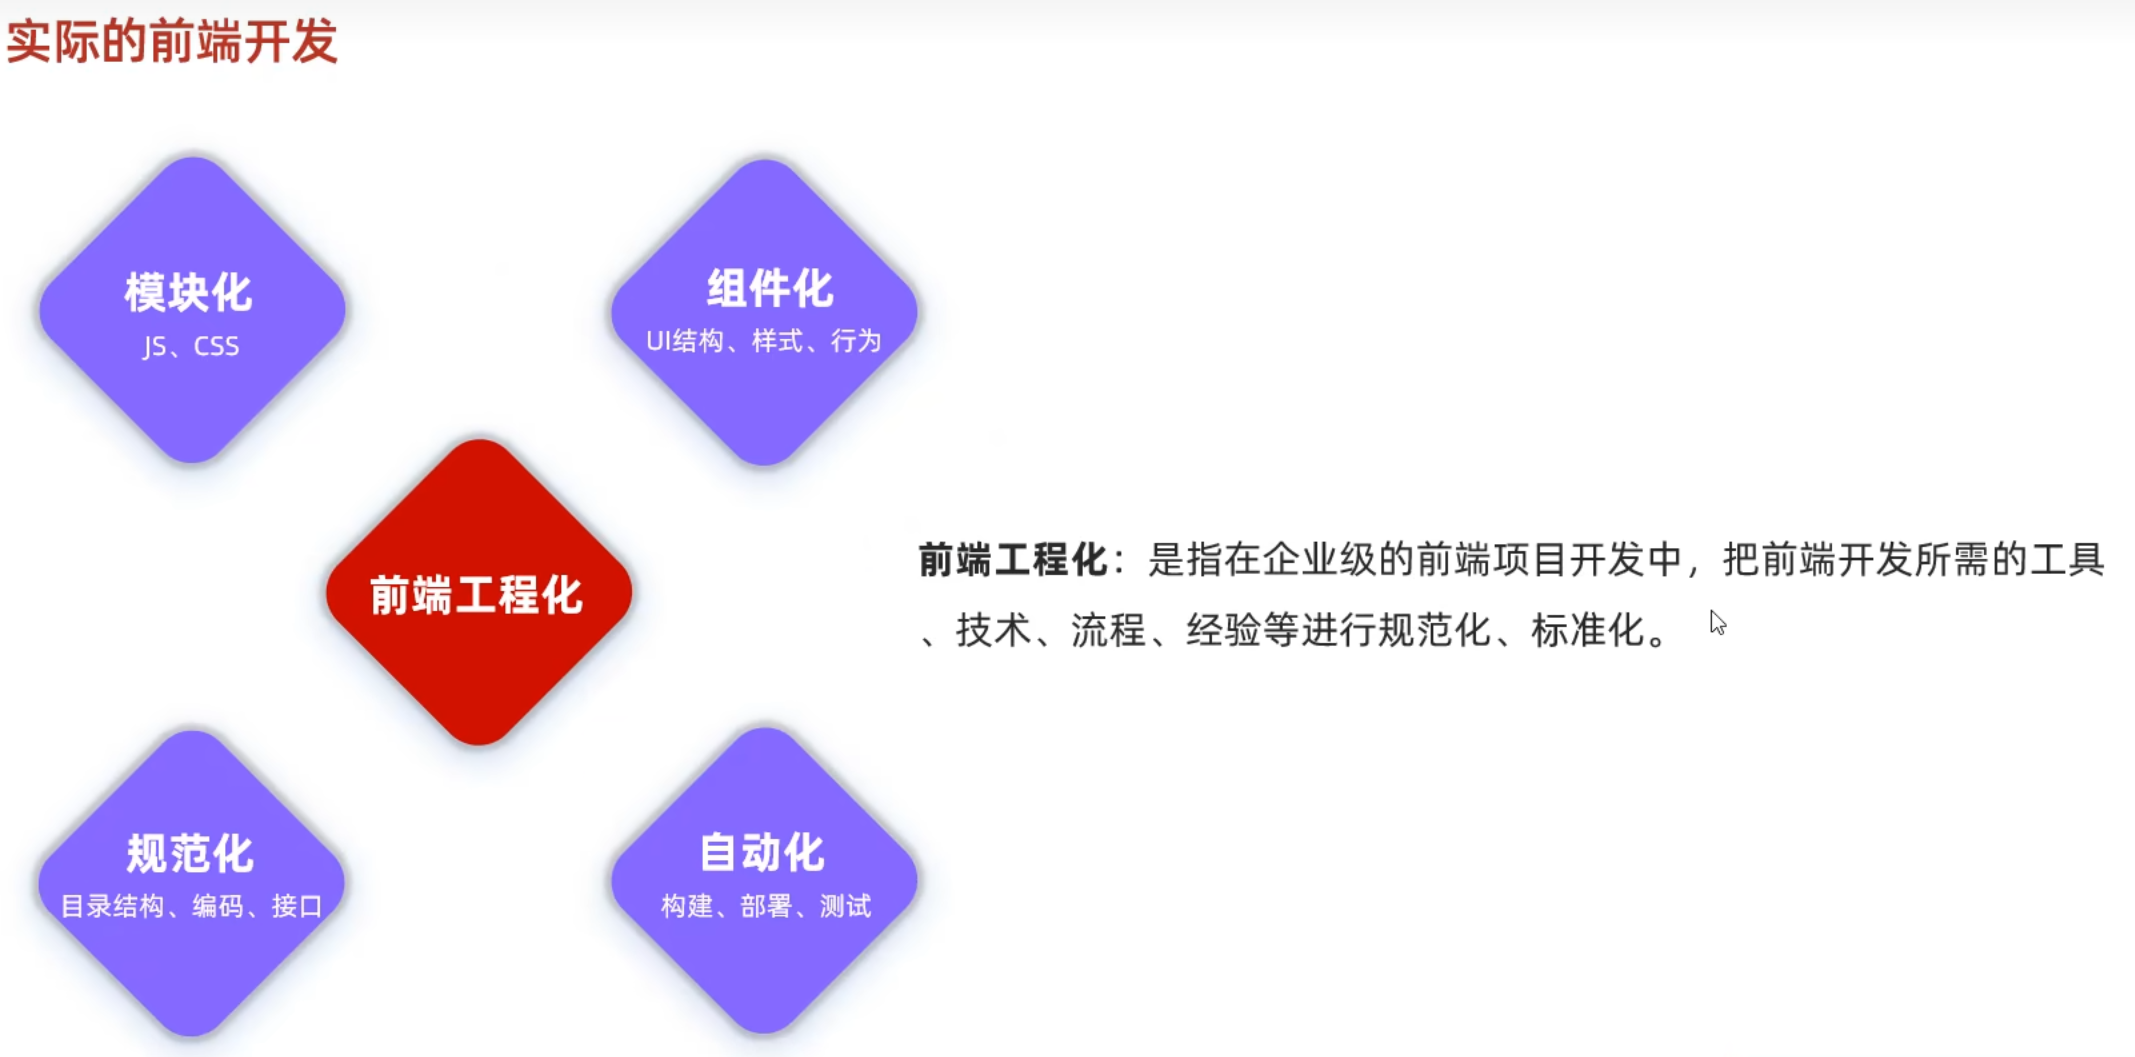 实际的前端开发
模块化
JS、CSS
组件化
UI结构、样式、行为
前端工程化
前端工程化：是指在企业级的前端项目开发中，把前端开发所需的工具
、技术、流程、经验等进行规范化、标准化。
规范化
目录结构、编码、接口
自动化
构建、部署、测试